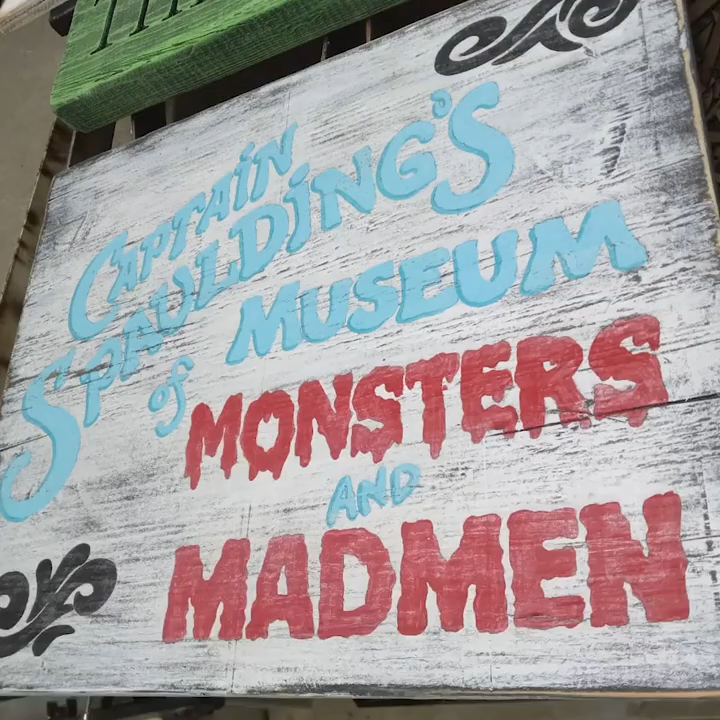 CAPTAIN
SPAULDING'S
MUSEUM
of
MONSTERS
AND
MADMEN